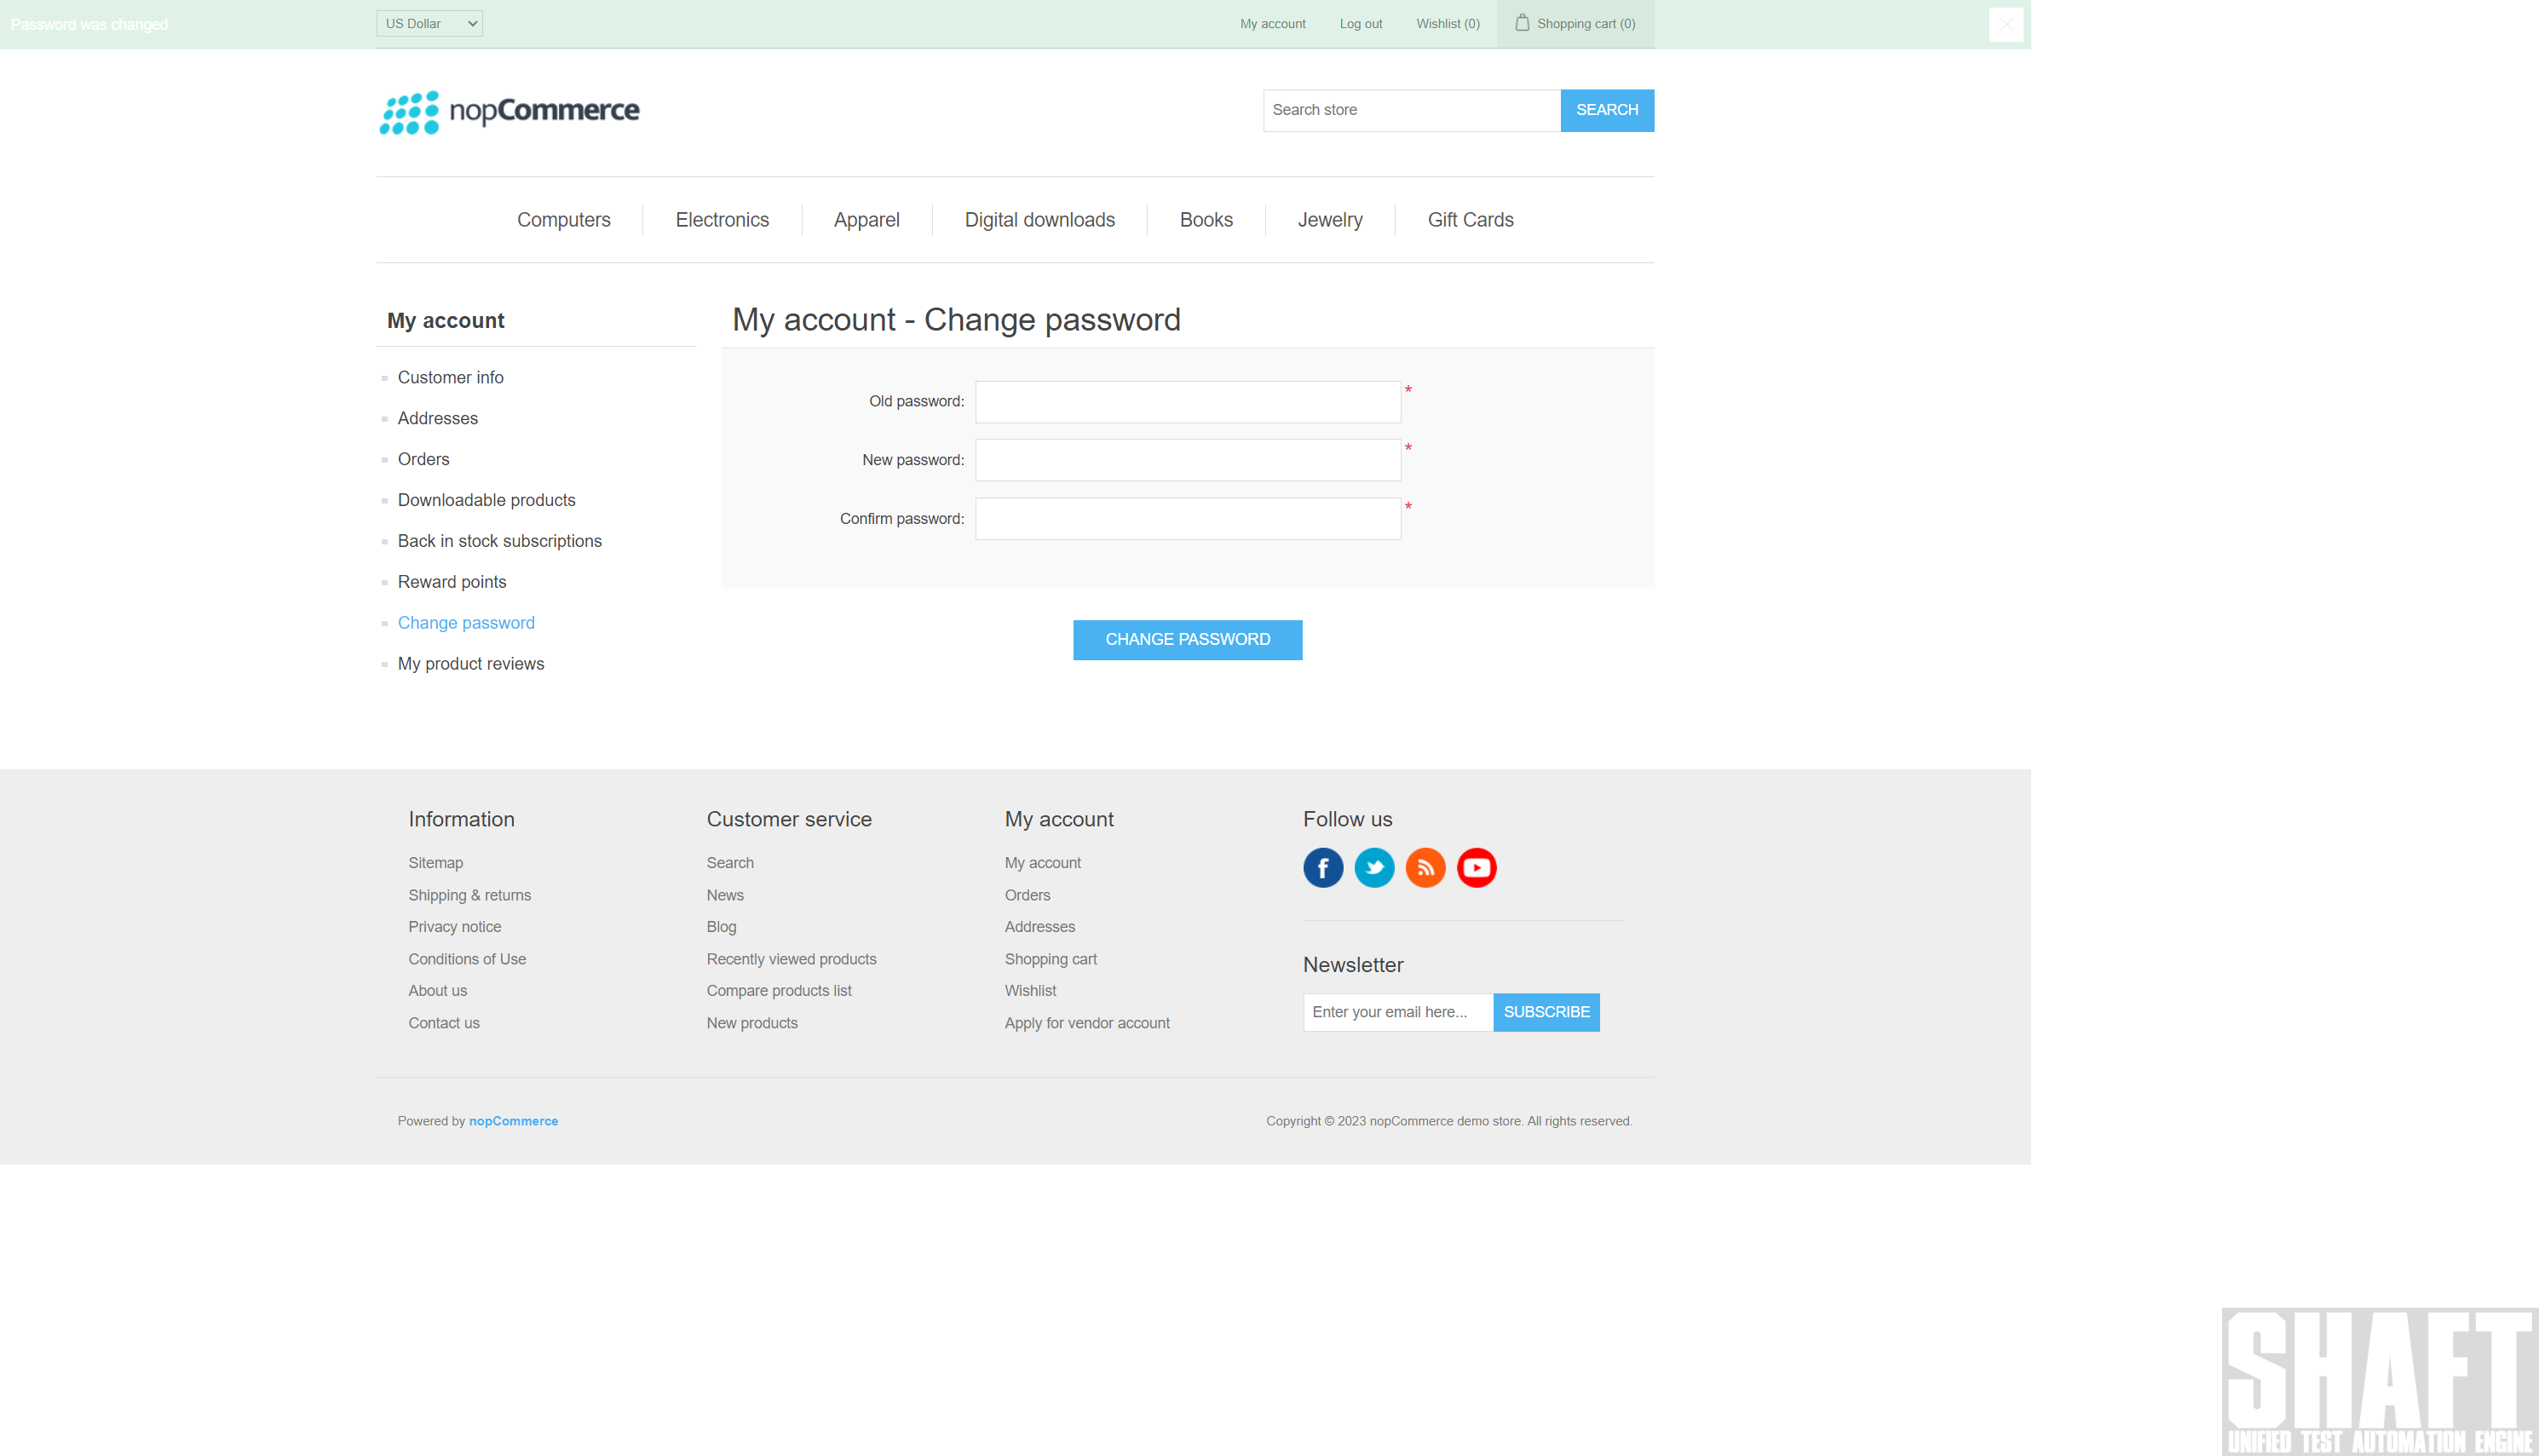 Password was changed
US Dollar
My account
Log out
Wishlist (0)
Shopping cart (0)
nopCommerce
Search store
SEARCH
Computers
Electronics
Apparel
Digital downloads
Books
Jewelry
Gift Cards
My account
Customer info
Addresses
Orders
Downloadable products
Back in stock subscriptions
Reward points
Change password
My product reviews
My account - Change password
Old password:
*
New password:
*
Confirm password:
*
CHANGE PASSWORD
Information
Sitemap
Shipping & returns
Privacy notice
Conditions of Use
About us
Contact us
Customer service
Search
News
Blog
Recently viewed products
Compare products list
New products
My account
My account
Orders
Addresses
Shopping cart
Wishlist
Apply for vendor account
Follow us
Newsletter
Enter your email here...
SUBSCRIBE
Powered by nopCommerce
Copyright © 2023 nopCommerce demo store. All rights reserved.
SHAFT
UNIFIED TEST AUTOMATION ENGINE